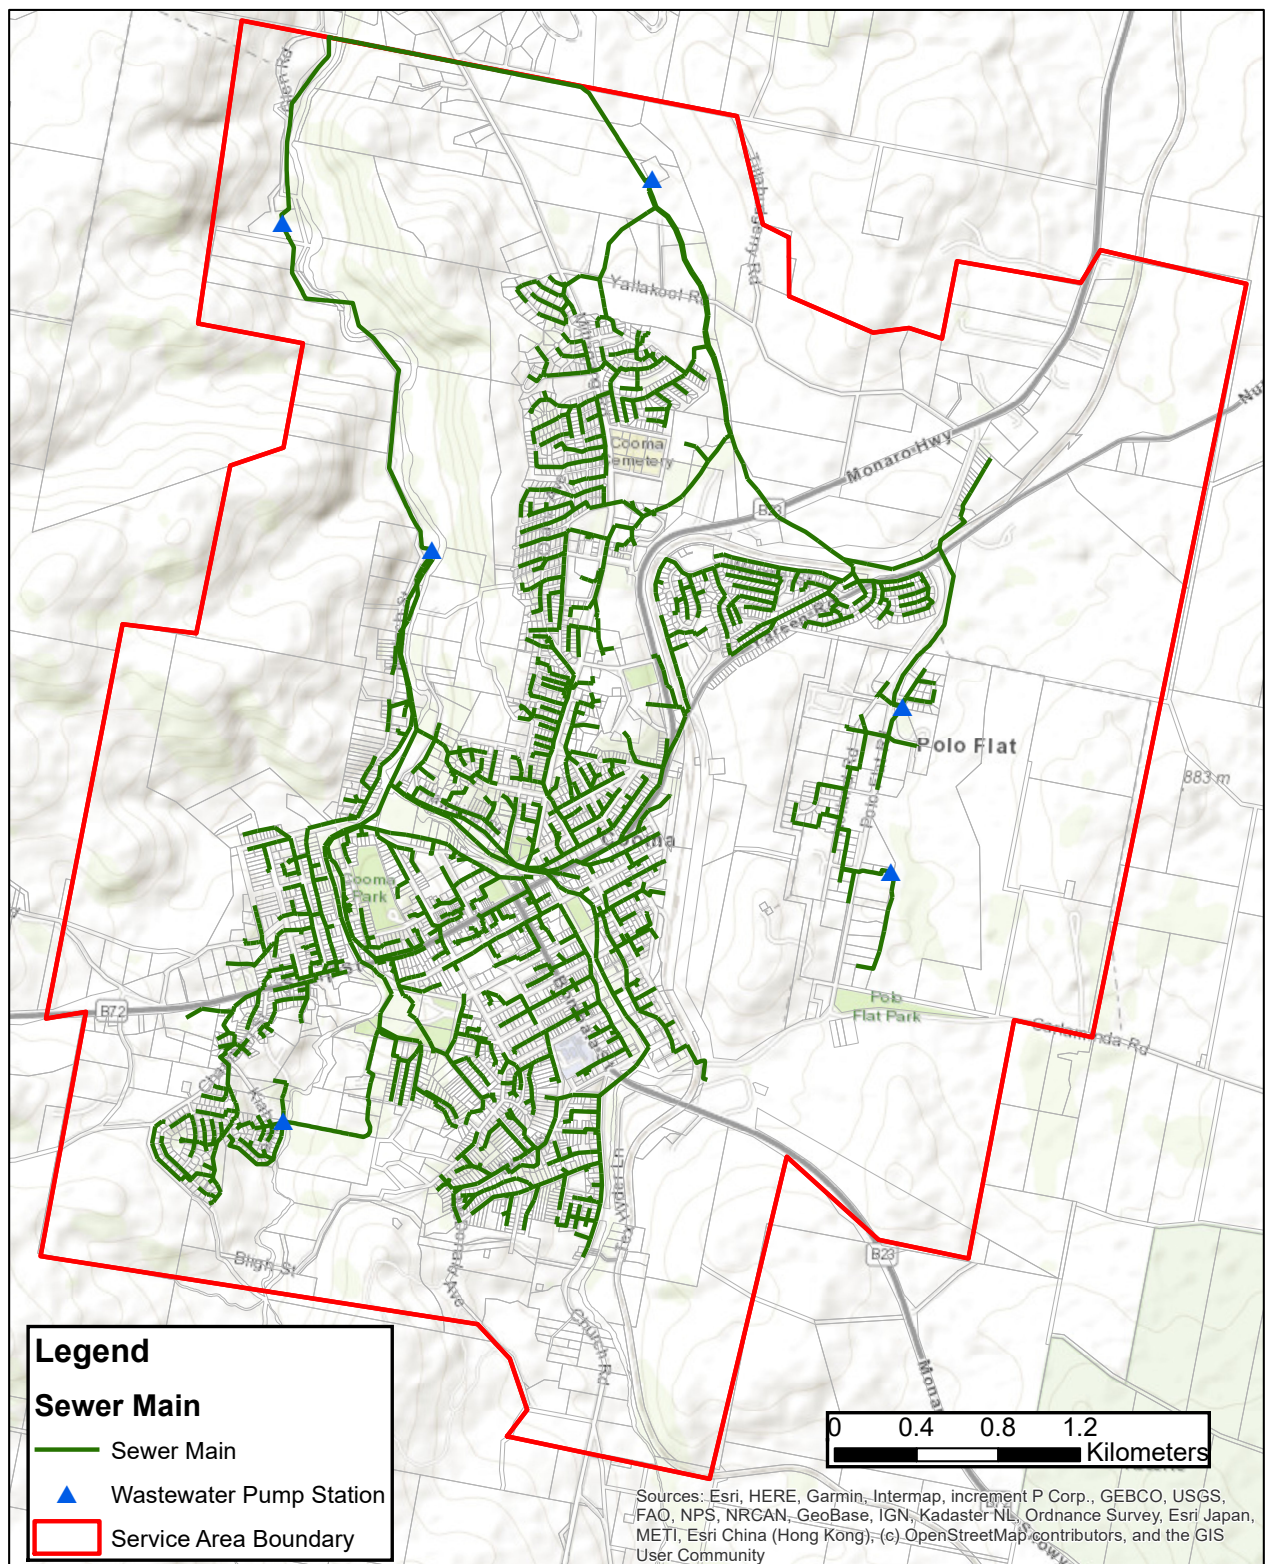 Yallakool Rd
Cooma
Cemetery
Monaro Hwy
B23
Polo Flat
883 m
Cooma
Cooma
Park
B72
Polo
Flat Park
Carlaminda Rd
Bligh St
Church Rd
B23
Legend
Sewer Main
Sewer Main
Wastewater Pump Station
Service Area Boundary
0 0.4 0.8 1.2
Kilometers
Sources: Esri, HERE, Garmin, Intermap, increment P Corp., GEBCO, USGS,
FAO, NPS, NRCAN, GeoBase, IGN, Kadaster NL, Ordnance Survey, Esri Japan,
METI, Esri China (Hong Kong), (c) OpenStreetMap contributors, and the GIS
User Community